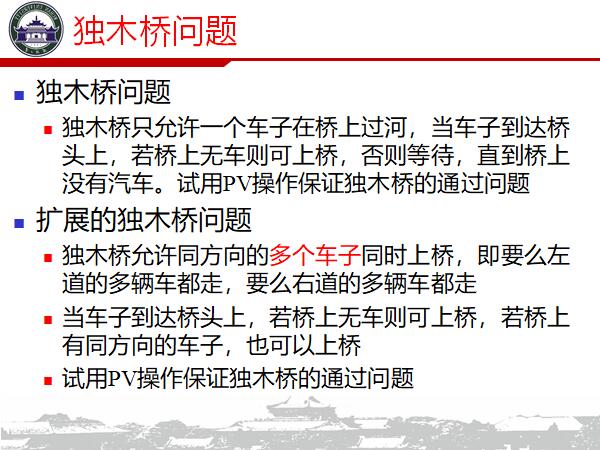 独木桥问题
独木桥问题
独木桥只允许一个车子在桥上过河，当车子到达桥
头上，若桥上无车则可上桥，否则等待，直到桥上
没有汽车。试用PV操作保证独木桥的通过问题
扩展的独木桥问题
独木桥允许同方向的多个车子同时上桥，即要么左
道的多辆车都走，要么右道的多辆车都走
当车子到达桥头上，若桥上无车则可上桥，若桥上
有同方向的车子，也可以上桥
试用PV操作保证独木桥的通过问题